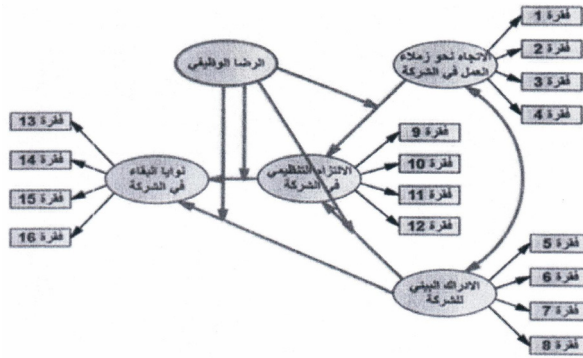 فقرة 1
فقرة 2
فقرة 3
فقرة 4
الاتجاه نحو زملاء
العمل في الشركة
الرضا الوظيفي
فقرة 9
فقرة 10
فقرة 11
فقرة 12
الالتزام التنظيمي
في الشركة
فقرة 13
فقرة 14
فقرة 15
فقرة 16
نوايا البقاء
في الشركة
فقرة 5
فقرة 6
فقرة 7
فقرة 8
الادراك البيئي
للشركة